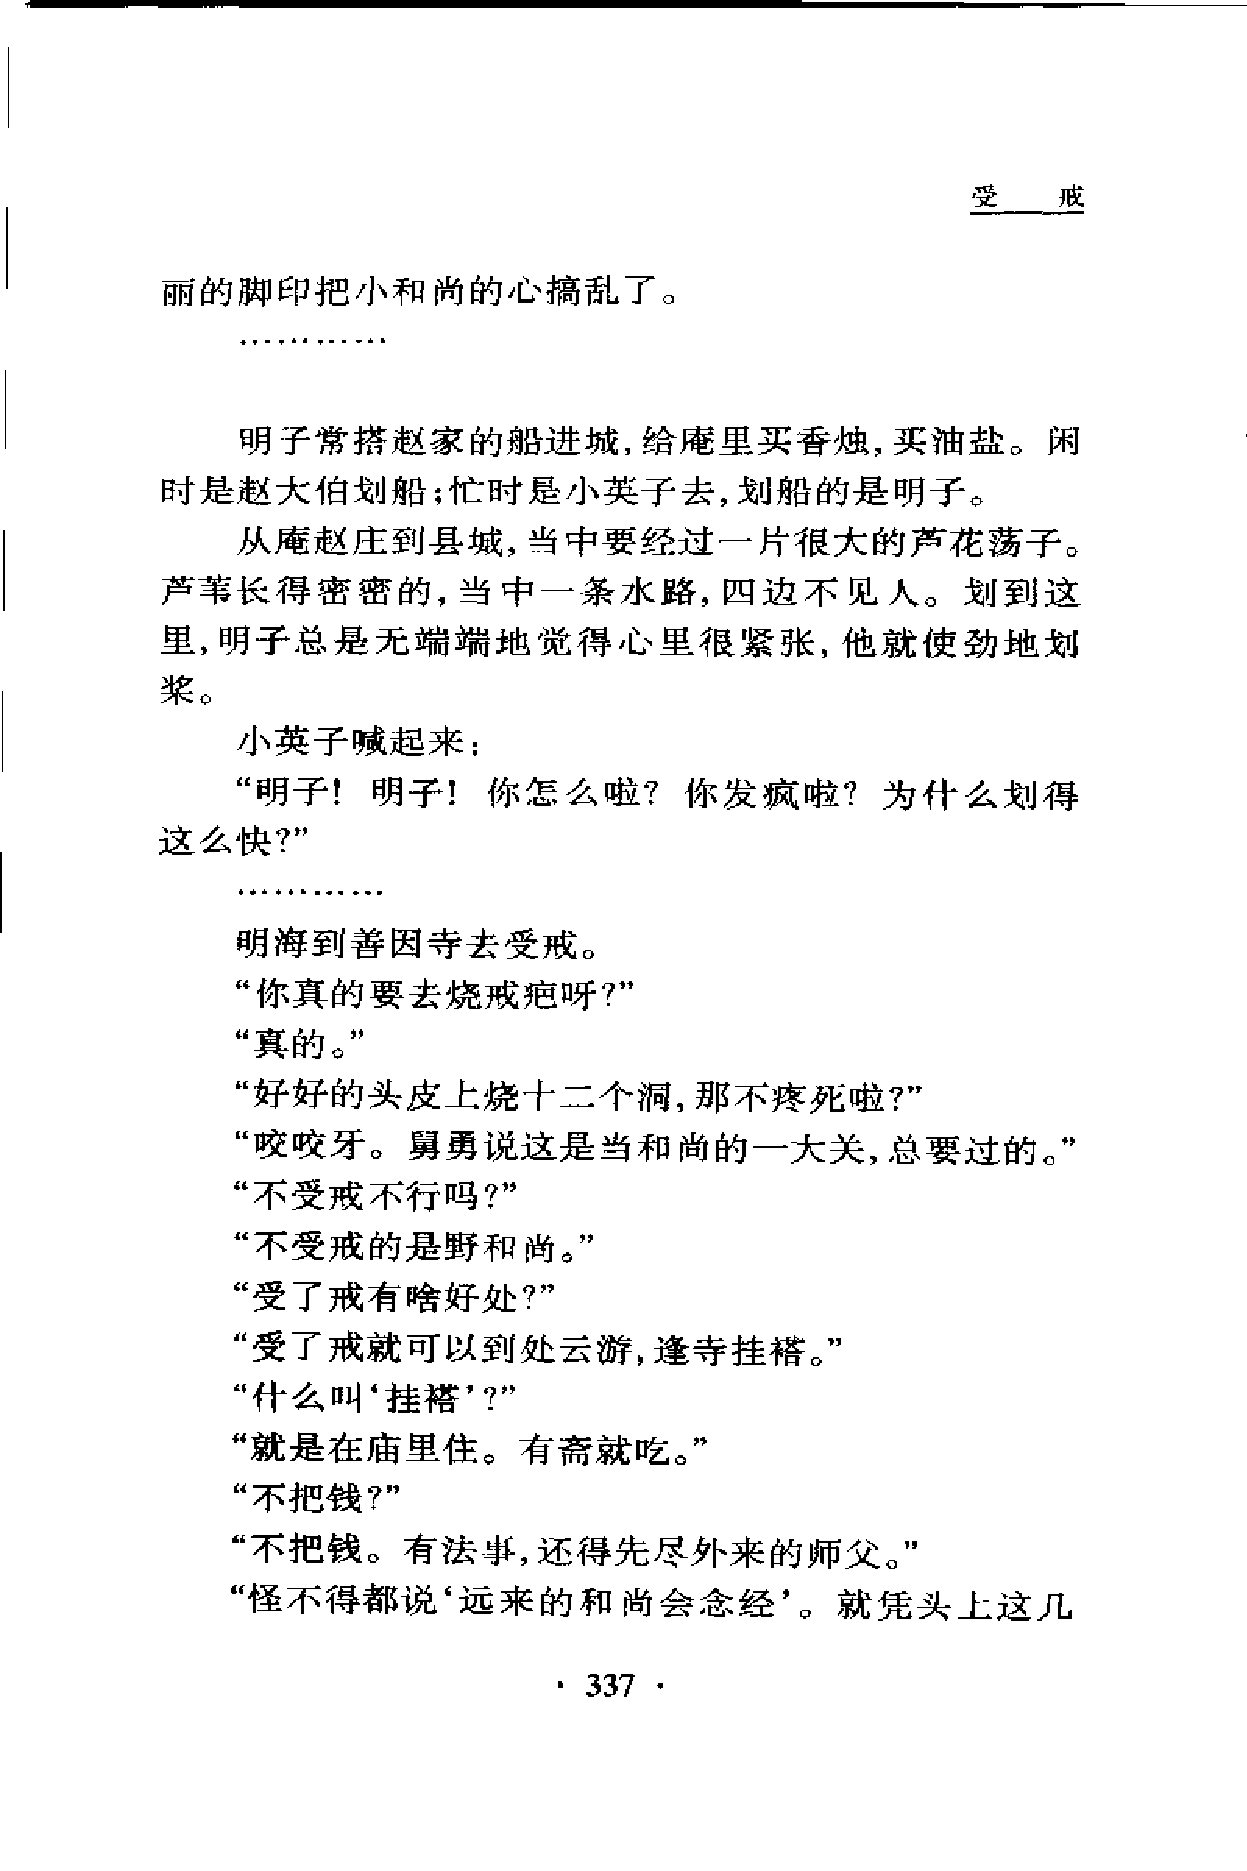 受 戒
丽的脚印把小和尚的心搞乱了。
…………
明子常搭赵家的船进城,给庵里买香烛,买油盐。闲
时是赵大伯划船;忙时是小英子去,划船的是明子。
从庵赵庄到县城,当中要经过一片很大的芦花荡子。
芦苇长得密密的,当中一条水路,四边不见人。划到这
里,明子总是无端端地觉得心里很紧张,他就使劲地划
桨。
小英子喊起来:
“明子! 明子! 你怎么啦? 你发疯啦? 为什么划得
这么快?”
…………
明海到善因寺去受戒。
“你真的要去烧戒疤呀?”
“真的。”
“好好的头皮上烧十二个洞,那不疼死啦?”
“咬咬牙。舅舅说这是当和尚的一大关,总要过的。”
“不受戒不行吗?”
“不受戒的是野和尚。”
“受了戒有啥好处?”
“受了戒就可以到处云游,逢寺挂褡。”
“什么叫‘挂褡’?”
“就是在庙里住。有斋就吃。”
“不把钱?”
“不把钱。有法事,还得先尽外来的师父。”
“怪不得都说‘远来的和尚会念经’。就凭头上这几
· 337 ·